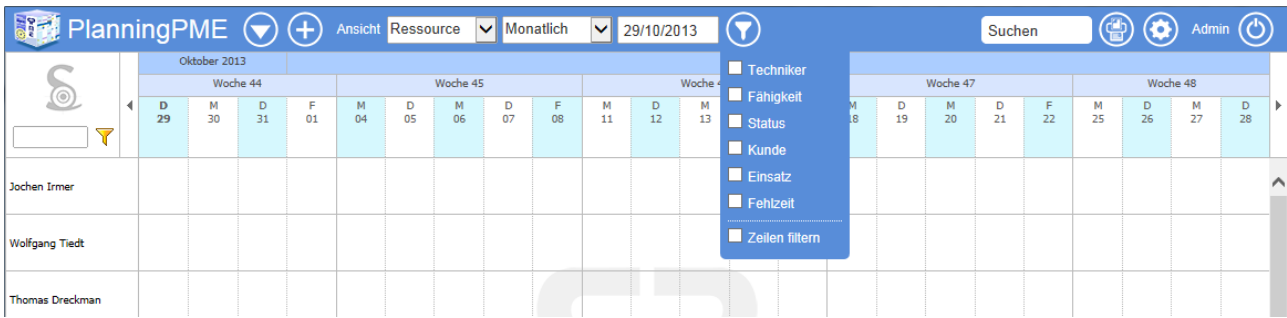 PlanningPME Ansicht Ressource Monatlich 29/10/2013 Suchen Admin
Oktober 2013
Woche 44 Woche 45 Woche Woche 47 Woche 48
D M D F M D M D F M D M M D M D F M D M D
29 30 31 01 04 05 06 07 08 11 12 13 18 19 20 21 22 25 26 27 28
Techniker
Fähigkeit
Status
Kunde
Einsatz
Fehlzeit
Zeilen filtern
Jochen Irmer
Wolfgang Tiedt
Thomas Dreckman